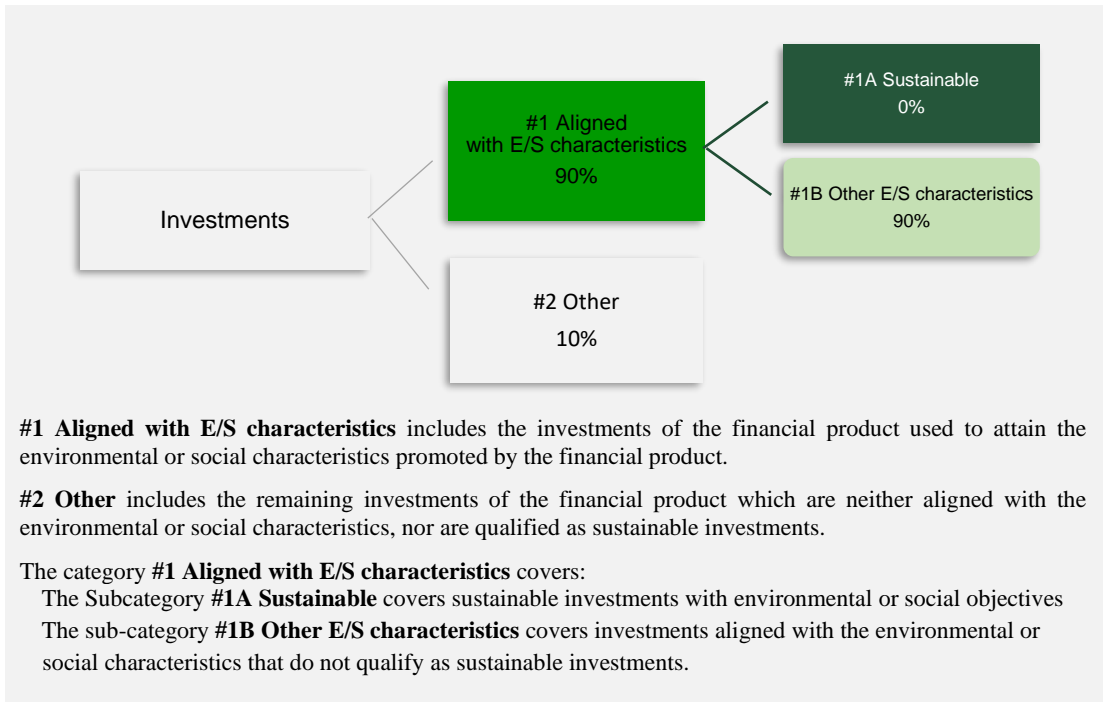 #1A Sustainable
0%
#1 Aligned
with E/S characteristics
90%
#1B Other E/S characteristics
90%
Investments
#2 Other
10%
#1 Aligned with E/S characteristics includes the investments of the financial product used to attain the
environmental or social characteristics promoted by the financial product.
#2 Other includes the remaining investments of the financial product which are neither aligned with the
environmental or social characteristics, nor are qualified as sustainable investments.
The category #1 Aligned with E/S characteristics covers:
The Subcategory #1A Sustainable covers sustainable investments with environmental or social objectives
The sub-category #1B Other E/S characteristics covers investments aligned with the environmental or
social characteristics that do not qualify as sustainable investments.